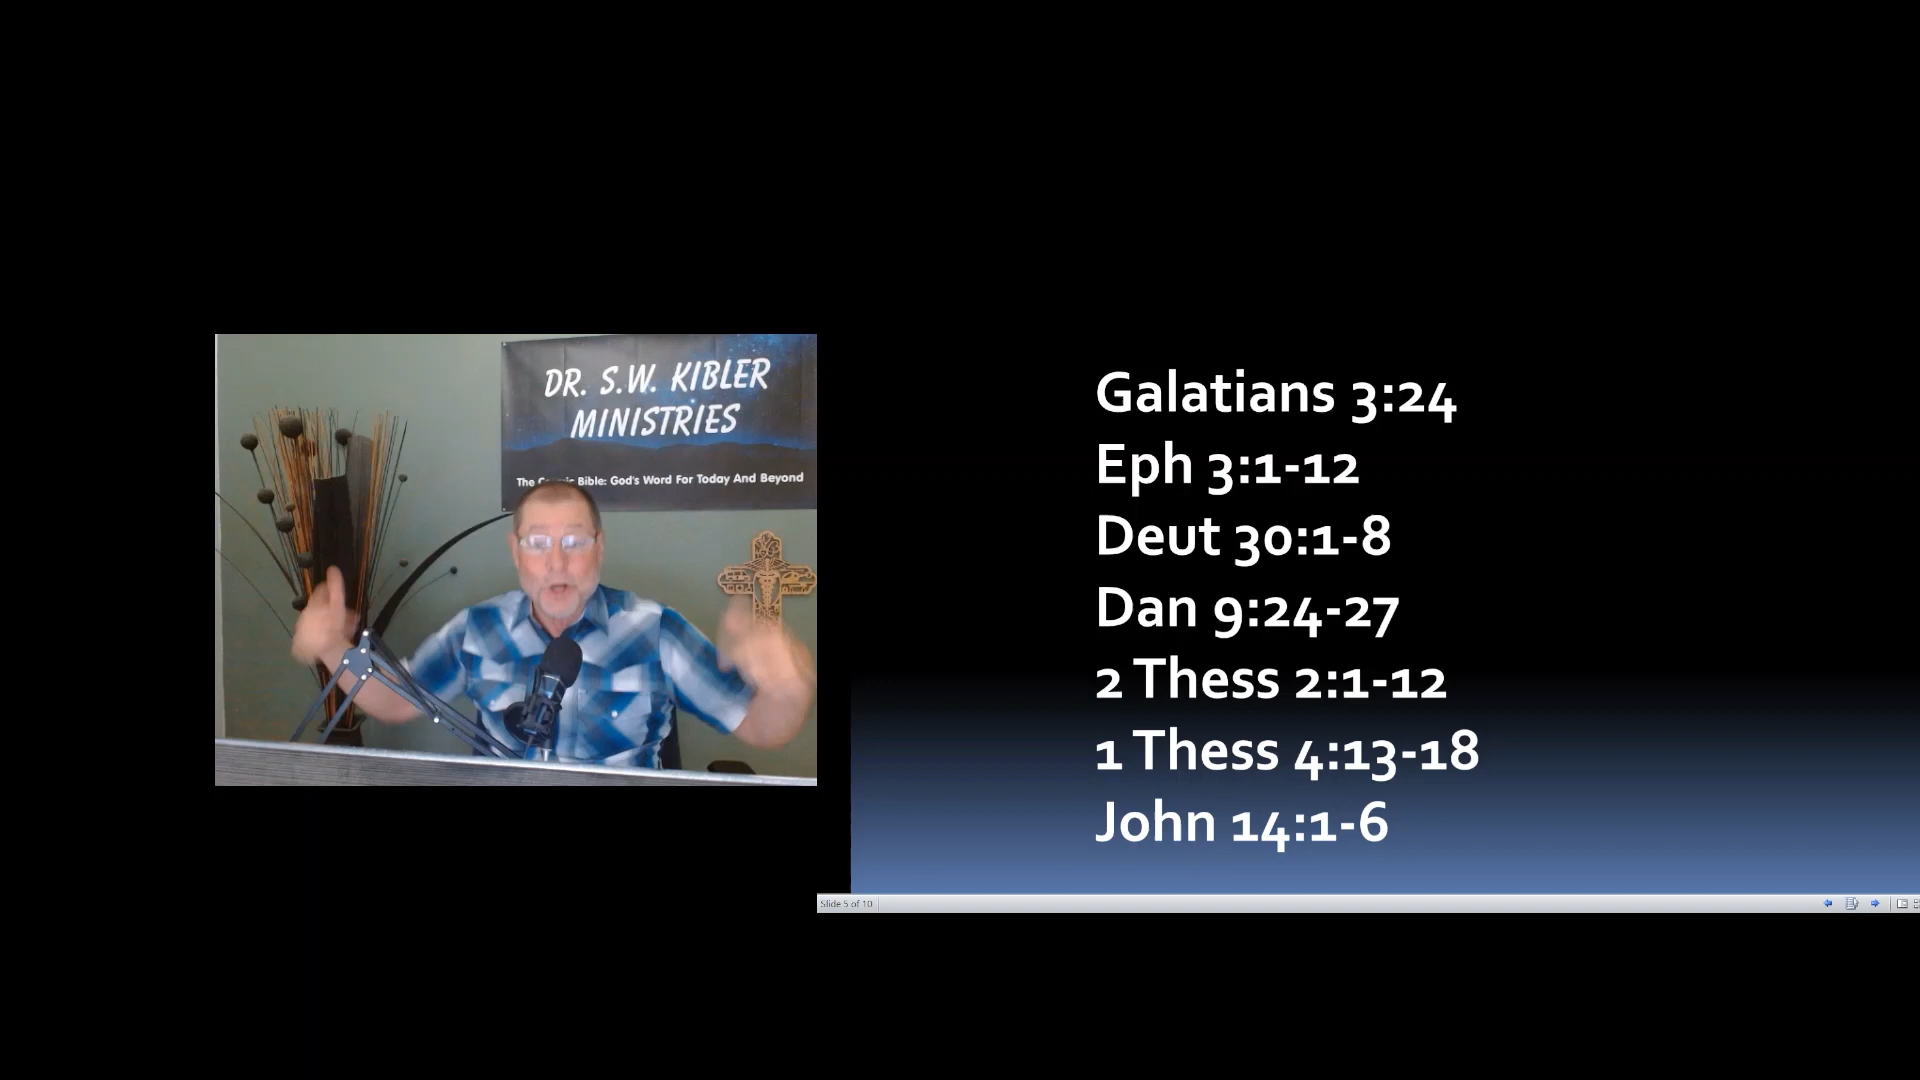 DR. S.W. KIBLER
MINISTRIES
The Cosmic Bible: God's Word For Today And Beyond
Galatians 3:24
Eph 3:1-12
Deut 30:1-8
Dan 9:24-27
2 Thess 2:1-12
1 Thess 4:13-18
John 14:1-6
Slide 5 of 10